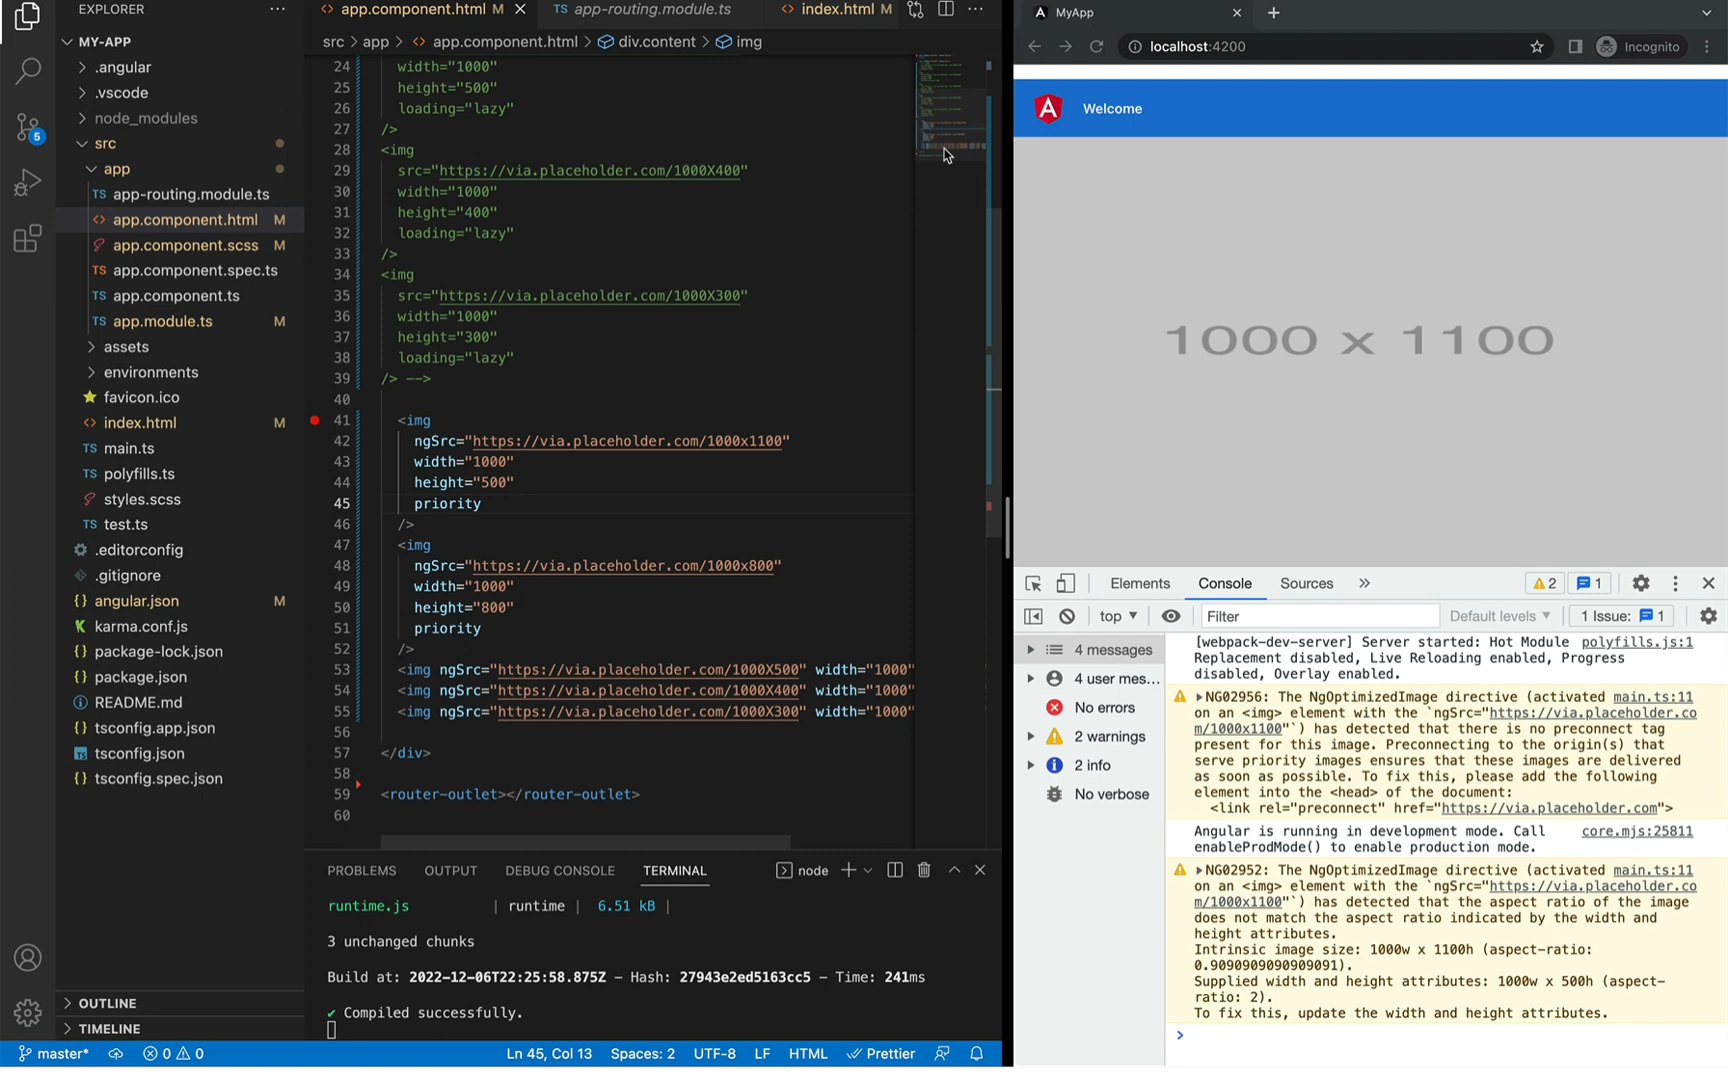 EXPLORER
MY-APP
.angular
.vscode
node_modules
src
app
TS app-routing.module.ts
<> app.component.html M
app.component.scss M
TS app.component.spec.ts
TS app.component.ts
TS app.module.ts M
assets
environments
favicon.ico
<> index.html M
TS main.ts
TS polyfills.ts
styles.scss
TS test.ts
.editorconfig
.gitignore
{} angular.json M
K karma.conf.js
{} package-lock.json
{} package.json
README.md
{} tsconfig.app.json
TS tsconfig.json
{} tsconfig.spec.json
OUTLINE
TIMELINE
5
<> app.component.html M
TS app-routing.module.ts
<> index.html M
src > app > <> app.component.html > div.content > img
24 width="1000"
25 height="500"
26 loading="lazy"
27 />
28 <img
29 src="https://via.placeholder.com/1000X400"
30 width="1000"
31 height="400"
32 loading="lazy"
33 />
34 <img
35 src="https://via.placeholder.com/1000X300"
36 width="1000"
37 height="300"
38 loading="lazy"
39 /> -->
40
41 <img
42 ngSrc="https://via.placeholder.com/1000x1100"
43 width="1000"
44 height="500"
45 priority
46 />
47 <img
48 ngSrc="https://via.placeholder.com/1000x800"
49 width="1000"
50 height="800"
51 priority
52 />
53 <img ngSrc="https://via.placeholder.com/1000X500" width="1000"
54 <img ngSrc="https://via.placeholder.com/1000X400" width="1000"
55 <img ngSrc="https://via.placeholder.com/1000X300" width="1000"
56
57 </div>
58
59 <router-outlet></router-outlet>
60
PROBLEMS OUTPUT DEBUG CONSOLE TERMINAL node
runtime.js | runtime | 6.51 kB |
3 unchanged chunks
Build at: 2022-12-06T22:25:58.875Z - Hash: 27943e2ed5163cc5 - Time: 241ms
✔ Compiled successfully.
master* 0 0 Ln 45, Col 13 Spaces: 2 UTF-8 LF HTML Prettier
MyApp
localhost:4200 Incognito
A Welcome
1000 x 1100
Elements Console Sources 2 1
top Filter Default levels 1 Issue: 1
4 messages
4 user mes...
No errors
2 warnings
2 info
No verbose
[webpack-dev-server] Server started: Hot Module polyfills.js:1
Replacement disabled, Live Reloading enabled, Progress
disabled, Overlay enabled.
NG02956: The NgOptimizedImage directive (activated main.ts:11
on an <img> element with the `ngSrc="https://via.placeholder.co
m/1000x1100"`) has detected that there is no preconnect tag
present for this image. Preconnecting to the origin(s) that
serve priority images ensures that these images are delivered
as soon as possible. To fix this, please add the following
element into the <head> of the document:
<link rel="preconnect" href="https://via.placeholder.com">
Angular is running in development mode. Call core.mjs:25811
enableProdMode() to enable production mode.
NG02952: The NgOptimizedImage directive (activated main.ts:11
on an <img> element with the `ngSrc="https://via.placeholder.co
m/1000x1100"`) has detected that the aspect ratio of the image
does not match the aspect ratio indicated by the width and
height attributes.
Intrinsic image size: 1000w x 1100h (aspect-ratio:
0.9090909090909091).
Supplied width and height attributes: 1000w x 500h (aspect-
ratio: 2).
To fix this, update the width and height attributes.